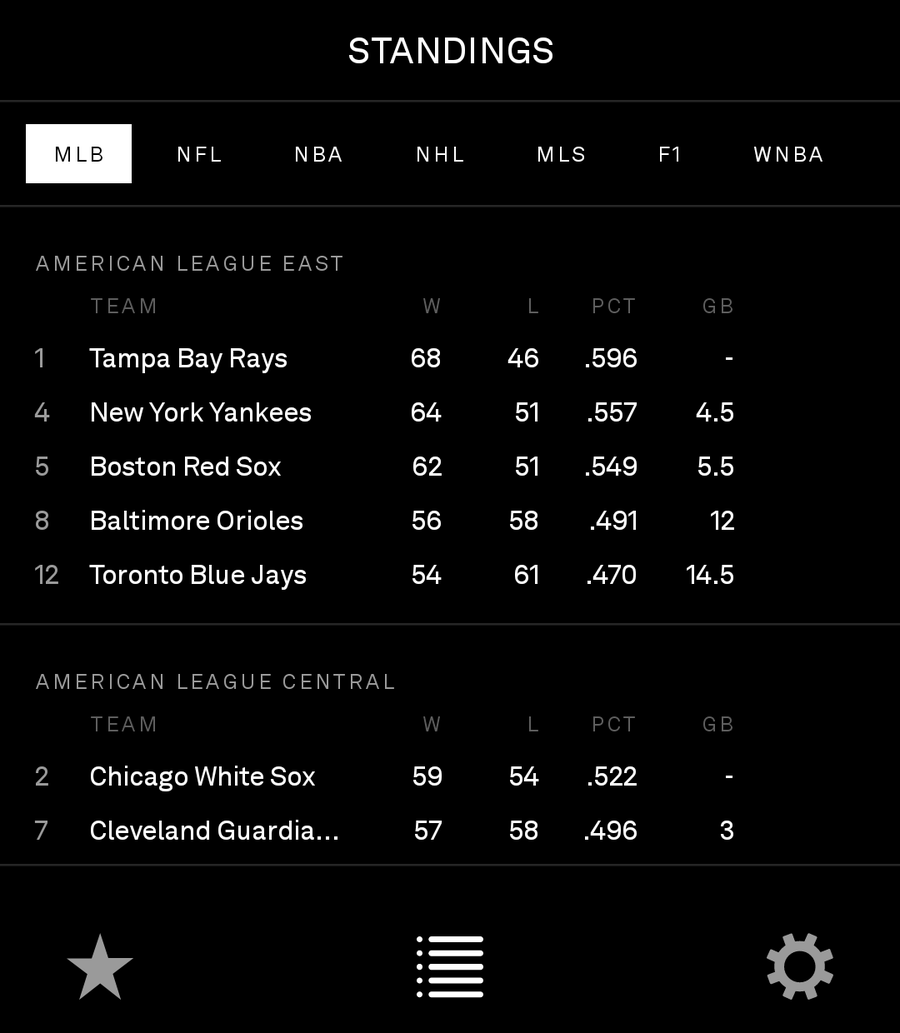 STANDINGS
MLB NFL NBA NHL MLS F1 WNBA
AMERICAN LEAGUE EAST
TEAM W L PCT GB
1 Tampa Bay Rays 68 46 .596 -
4 New York Yankees 64 51 .557 4.5
5 Boston Red Sox 62 51 .549 5.5
8 Baltimore Orioles 56 58 .491 12
12 Toronto Blue Jays 54 61 .470 14.5
AMERICAN LEAGUE CENTRAL
TEAM W L PCT GB
2 Chicago White Sox 59 54 .522 -
7 Cleveland Guardia... 57 58 .496 3